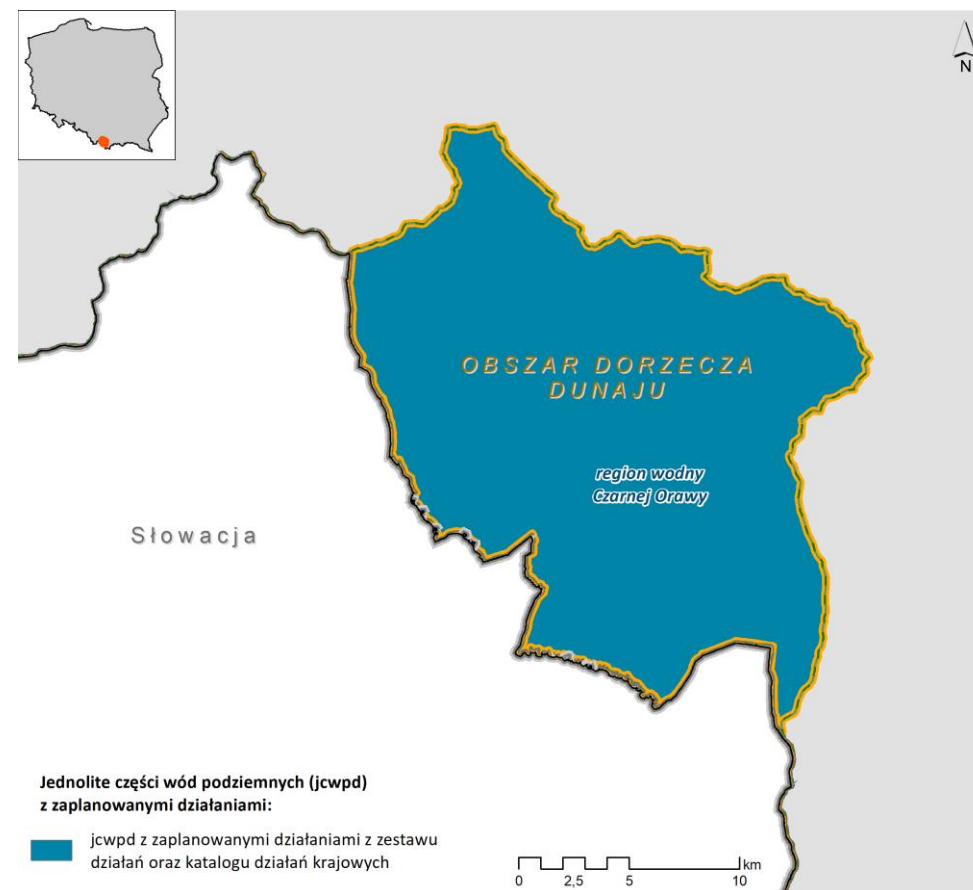 N
OBSZAR DORZECZA
DUNAJU
region wodny
Czarnej Orawy
Słowacja
Jednolite części wód podziemnych (jcwpd)
z zaplanowanymi działaniami:
jcwpd z zaplanowanymi działaniami z zestawu
działań oraz katalogu działań krajowych
km
0 2,5 5 10